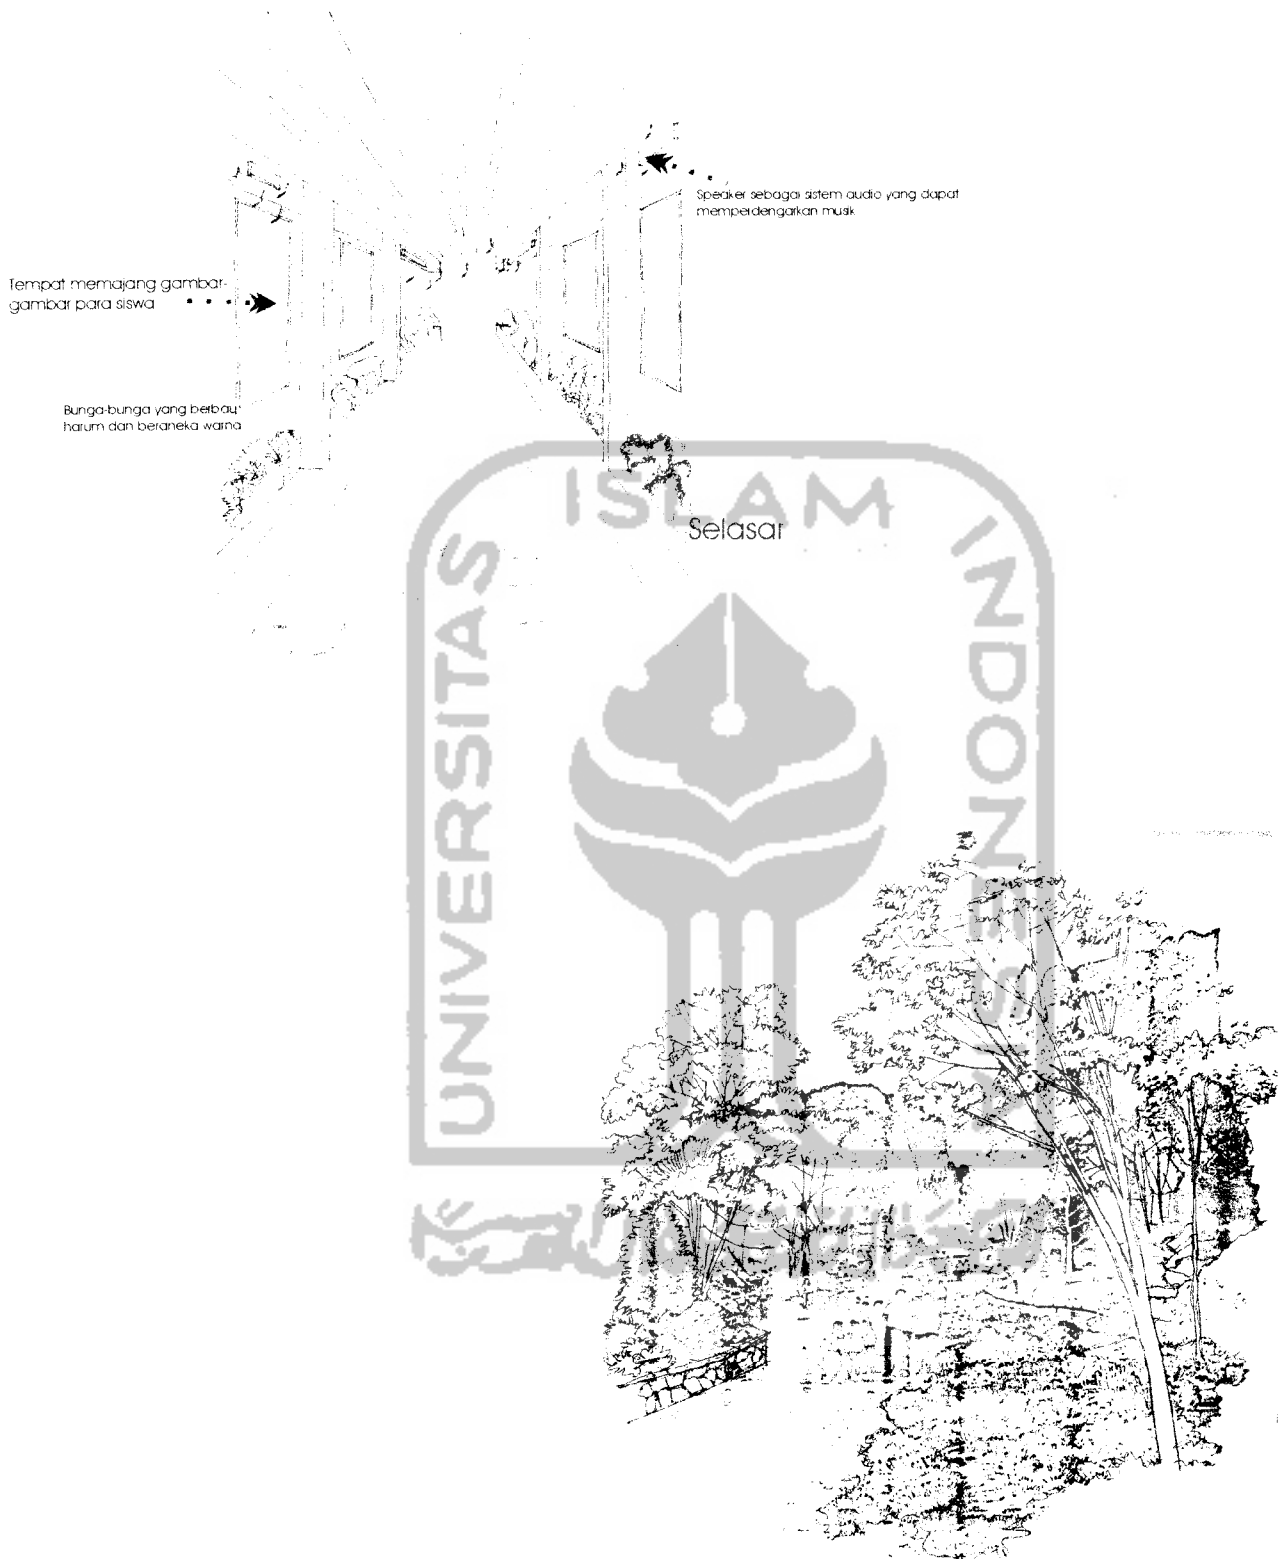 Speaker sebagai sistem audio yang dapat
memperdengarkan musik
Tempat memajang gambar-
gambar para siswa
Bunga-bunga yang berbau
harum dan beraneka warna
Selasar
UNIVERSITAS
ISLAM
INDONESIA